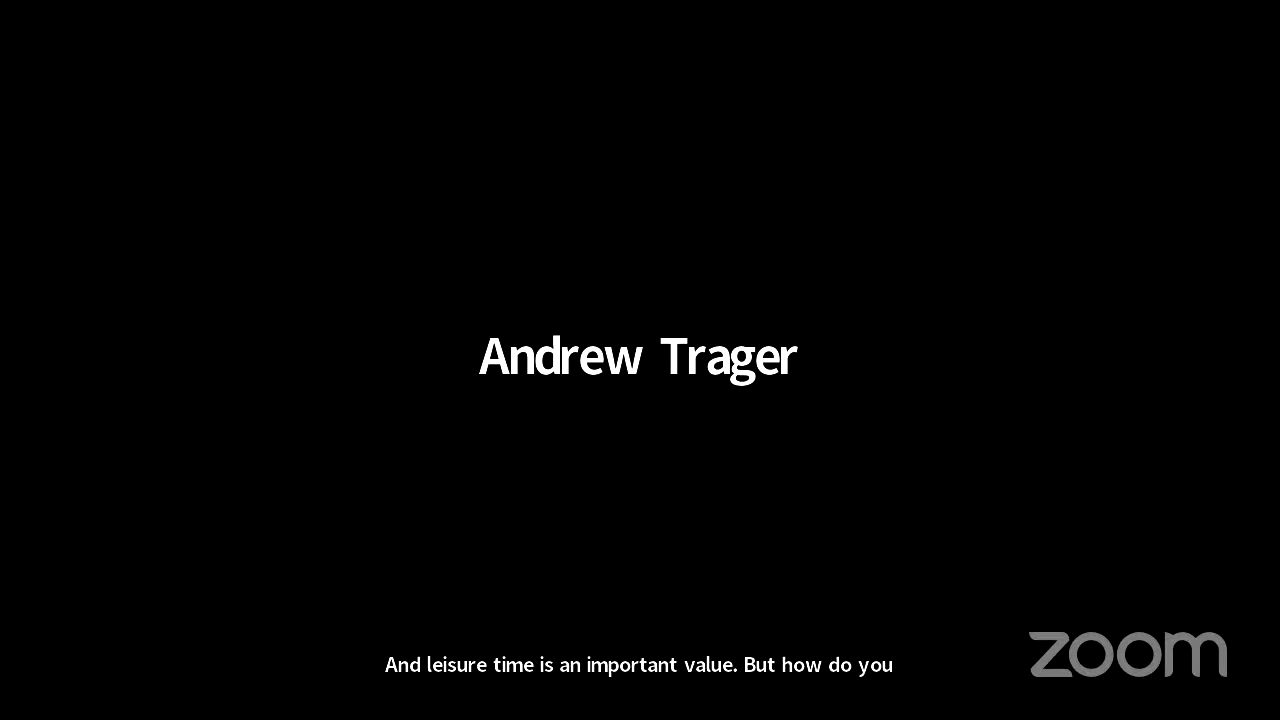 Andrew Trager
And leisure time is an important value. But how do you
zoom